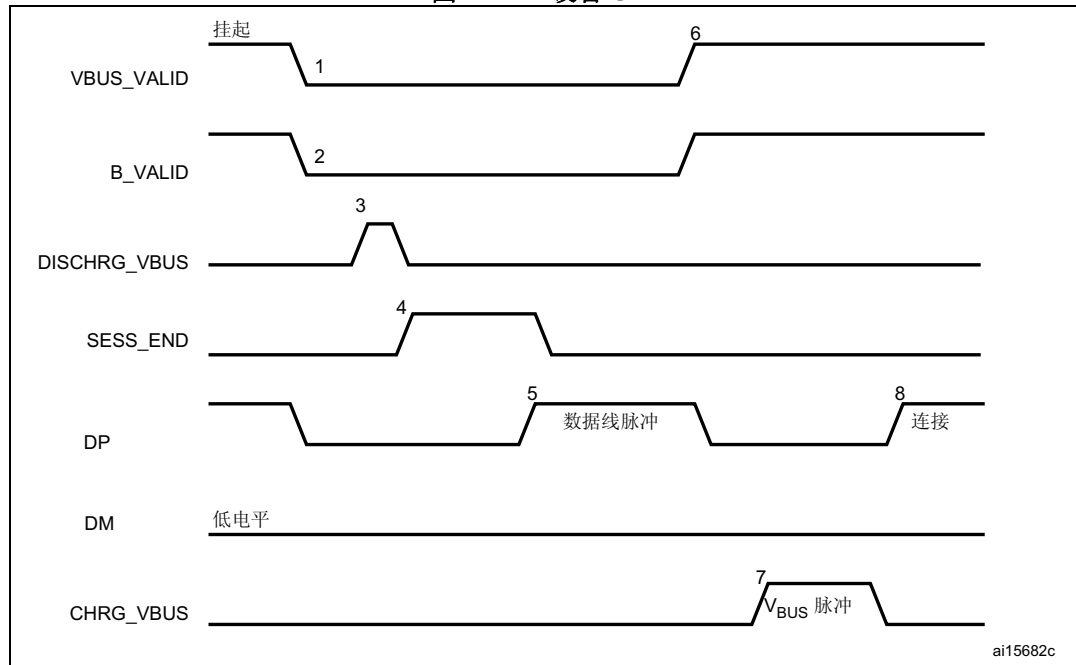 挂起
6
VBUS_VALID
1
B_VALID
2
3
DISCHRG_VBUS
4
SESS_END
5
8
DP
数据线脉冲
连接
DM
低电平
7
CHRG_VBUS
VBUS 脉冲
ai15682c